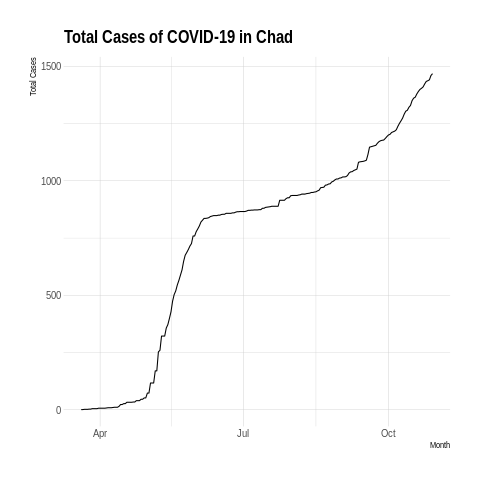 Total Cases of COVID-19 in Chad
Total Cases
1500
1000
500
0
Apr
Jul
Oct
Month